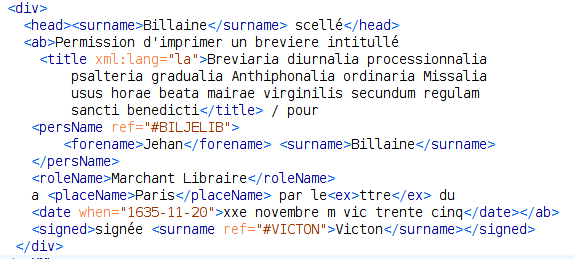 <div>
<head><surname>Billaine</surname> scellé</head>
<ab>Permission d'imprimer un breviere intitullé
<title xml:lang="la">Breviaria diurnalia processionnalia
psalteria gradualia Anthiphonalia ordinaria Missalia
usus horae beata mairae virginilis secundum regulam
sancti benedicti</title> / pour
<persName ref="#BILJELIB">
<forename>Jehan</forename> <surname>Billaine</surname>
</persName>
<roleName>Marchant Libraire</roleName>
a <placeName>Paris</placeName> par le<ex>ttre</ex> du
<date when="1635-11-20">xxe novembre m vic trente cinq</date></ab>
<signed>signée <surname ref="#VICTON">Victon</surname></signed>
</div>